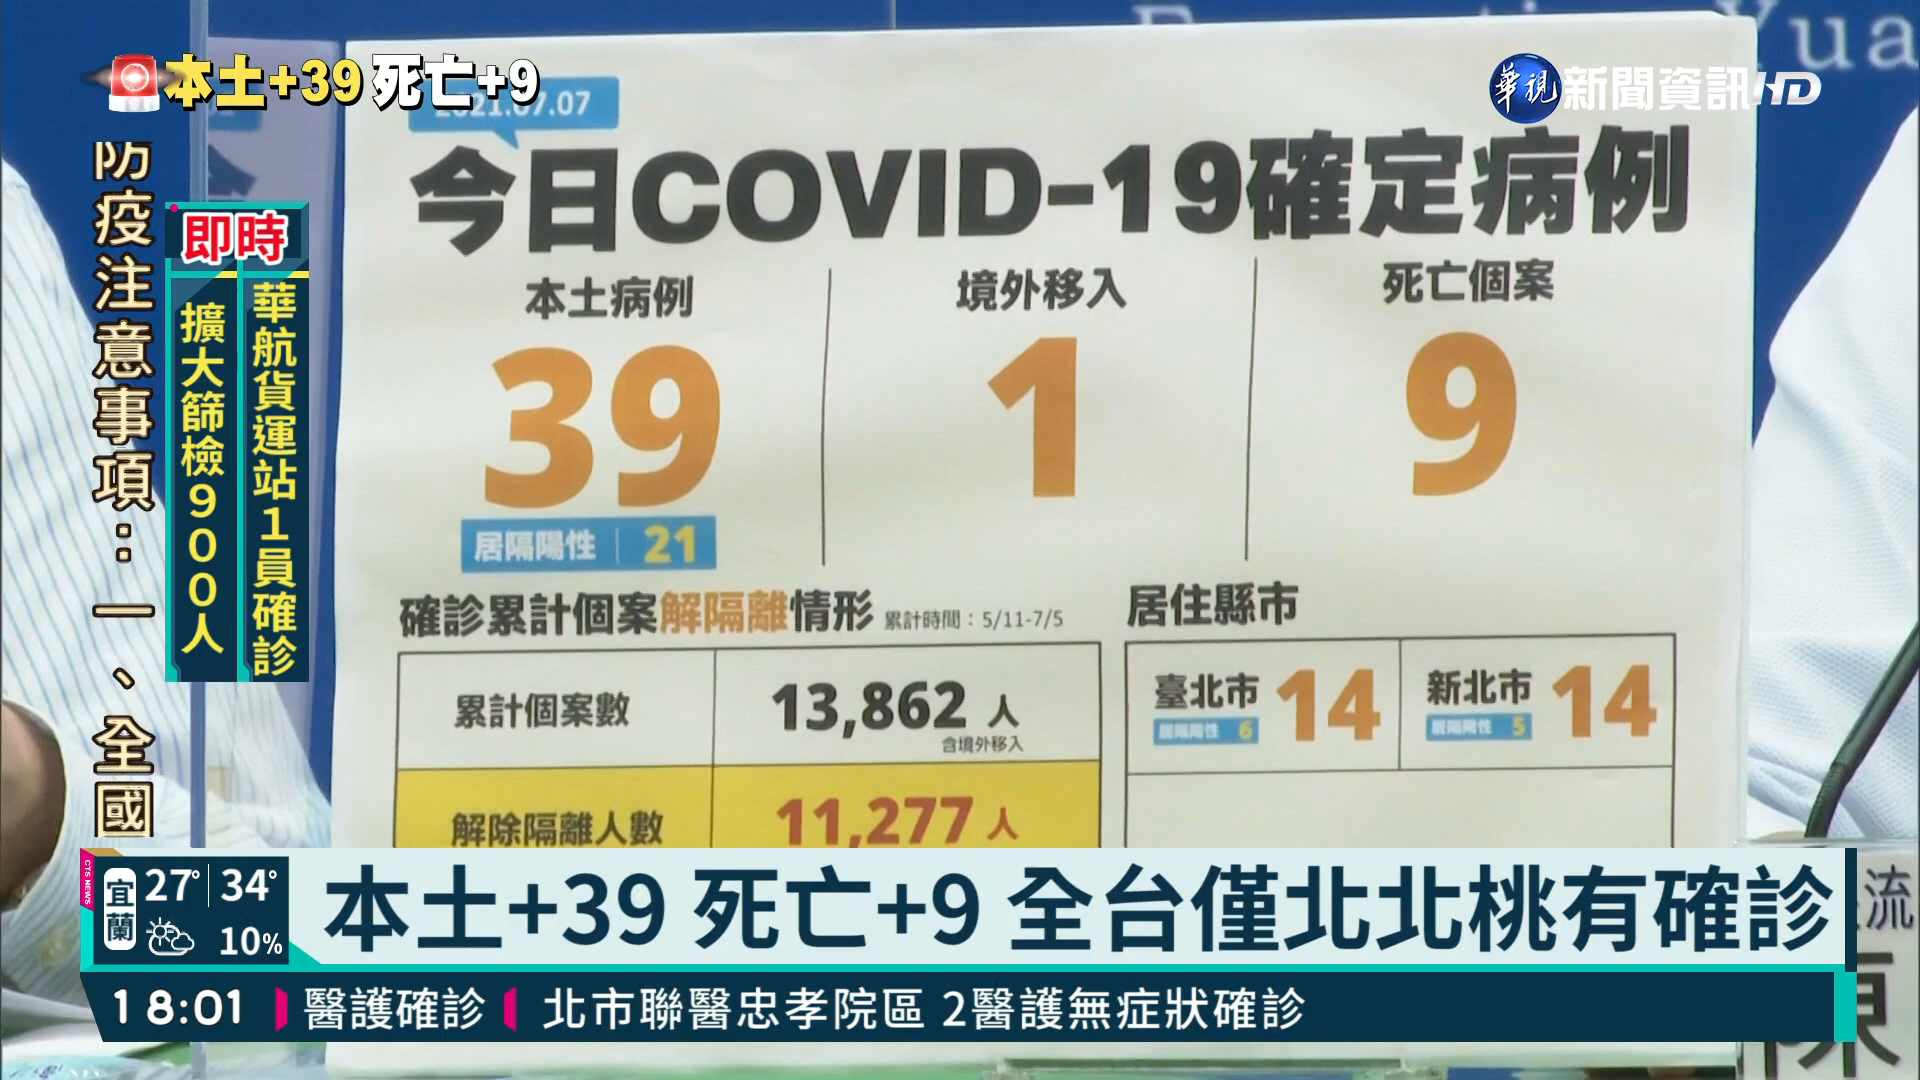 Executive Yua
本土+39 死亡+9
華視 新聞資訊HD
2021.07.07
今日COVID-19確定病例
本土病例
39
居隔陽性 21
境外移入
1
死亡個案
9
確診累計個案解隔離情形 累計時間：5/11-7/5
累計個案數 13,862 人
含境外移入
解除隔離人數 11,277 人
居住縣市
臺北市 14
居隔陽性 6
新北市 14
居隔陽性 5
防疫注意事項：一、全國
即時
華航貨運站1員確診
擴大篩檢900人
CTS NEWS
宜蘭 27° 34°
10%
本土+39 死亡+9 全台僅北北桃有確診
18:01 醫護確診 北市聯醫忠孝院區 2醫護無症狀確診
流
陳